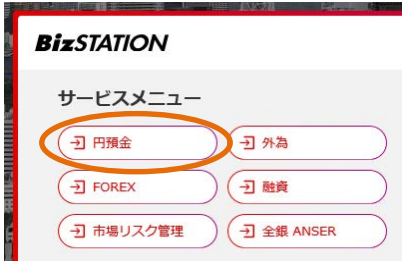 BizSTATION
サービスメニュー
円預金 外為
FOREX 融資
市場リスク管理 全銀 ANSER